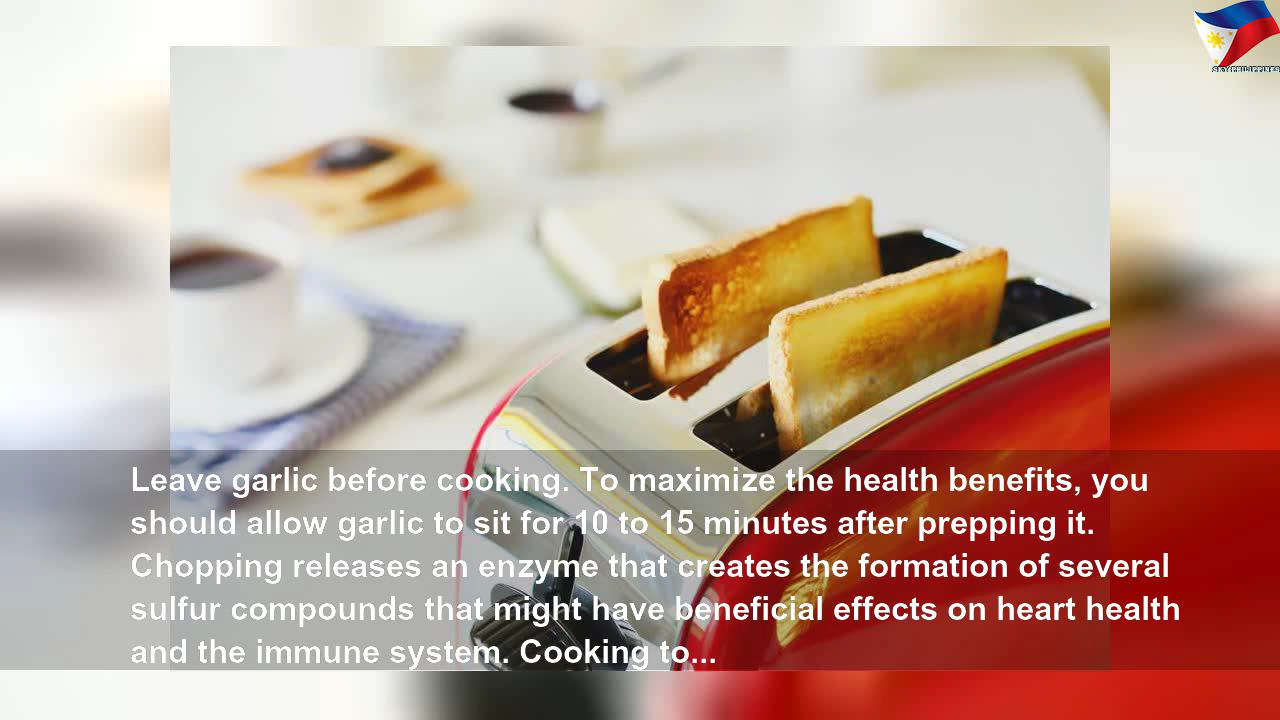 SKYPHILIPPINES
Leave garlic before cooking. To maximize the health benefits, you
should allow garlic to sit for 10 to 15 minutes after prepping it.
Chopping releases an enzyme that creates the formation of several
sulfur compounds that might have beneficial effects on heart health
and the immune system. Cooking to...